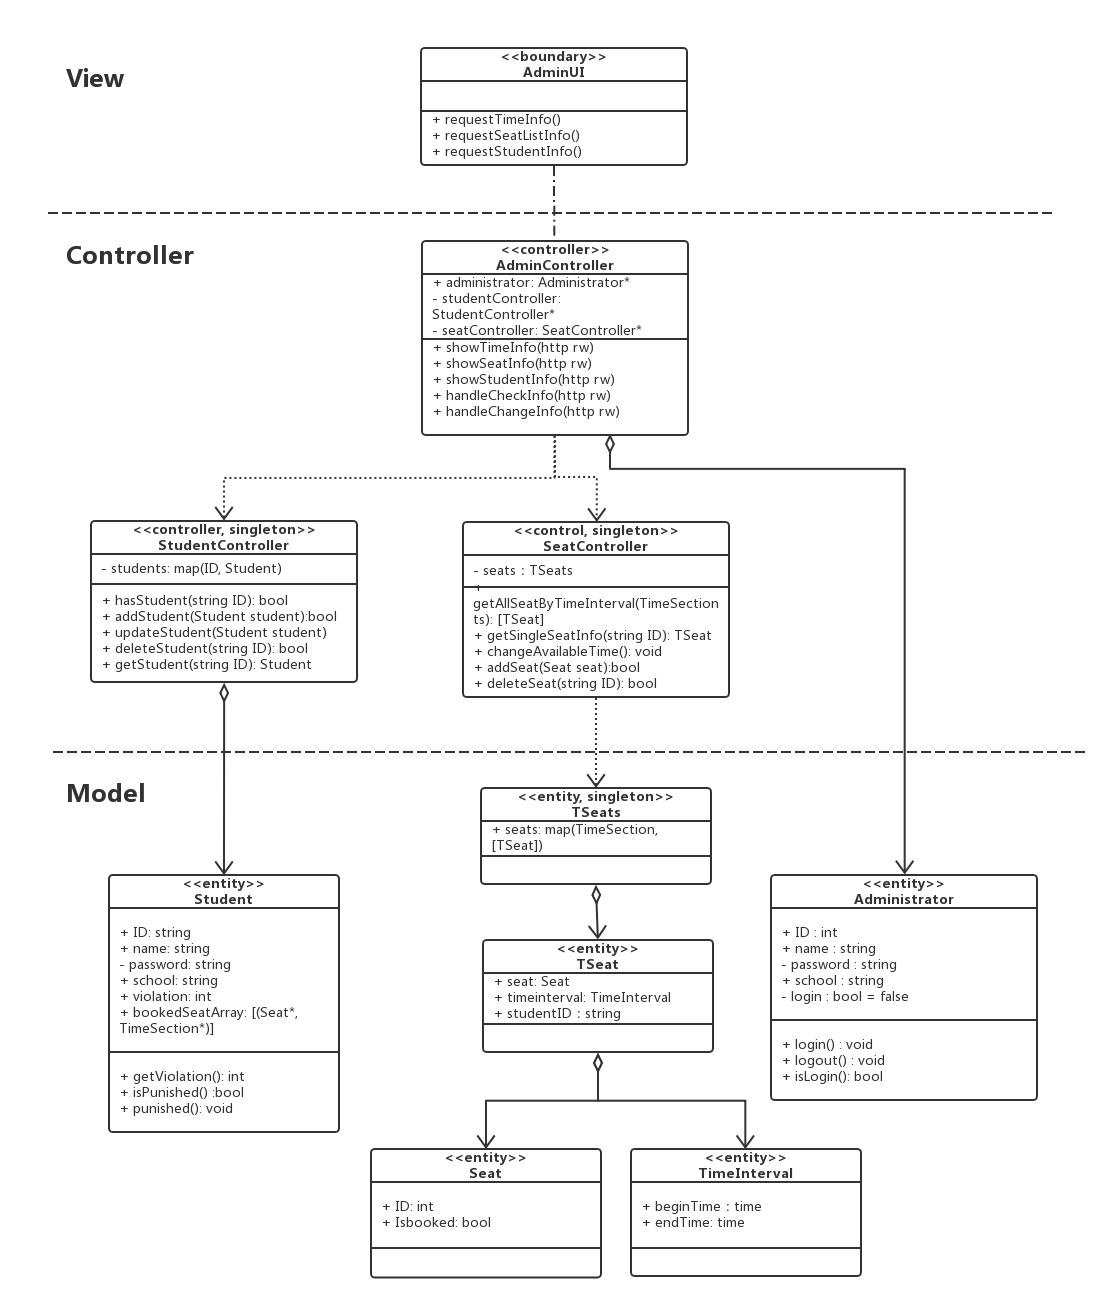 View
<<boundary>>
AdminUI
+ requestTimeInfo()
+ requestSeatListInfo()
+ requestStudentInfo()
Controller
<<controller>>
AdminController
+ administrator: Administrator*
- studentController:
StudentController*
- seatController: SeatController*
+ showTimeInfo(http rw)
+ showSeatInfo(http rw)
+ showStudentInfo(http rw)
+ handleCheckInfo(http rw)
+ handleChangeInfo(http rw)
<<controller, singleton>>
StudentController
- students: map(ID, Student)
+ hasStudent(string ID): bool
+ addStudent(Student student):bool
+ updateStudent(Student student)
+ deleteStudent(string ID): bool
+ getStudent(string ID): Student
<<control, singleton>>
SeatController
- seats : TSeats
+
getAllSeatByTimeInterval(TimeSection
ts): [TSeat]
+ getSingleSeatInfo(string ID): TSeat
+ changeAvailableTime(): void
+ addSeat(Seat seat):bool
+ deleteSeat(string ID): bool
Model
<<entity, singleton>>
TSeats
+ seats: map(TimeSection,
[TSeat])
<<entity>>
Student
+ ID: string
+ name: string
- password: string
+ school: string
+ violation: int
+ bookedSeatArray: [(Seat*,
TimeSection*)]
+ getViolation(): int
+ isPunished() :bool
+ punished(): void
<<entity>>
TSeat
+ seat: Seat
+ timeinterval: TimeInterval
+ studentID : string
<<entity>>
Administrator
+ ID : int
+ name : string
- password : string
+ school : string
- login : bool = false
+ login() : void
+ logout() : void
+ isLogin(): bool
<<entity>>
Seat
+ ID: int
+ Isbooked: bool
<<entity>>
TimeInterval
+ beginTime : time
+ endTime: time